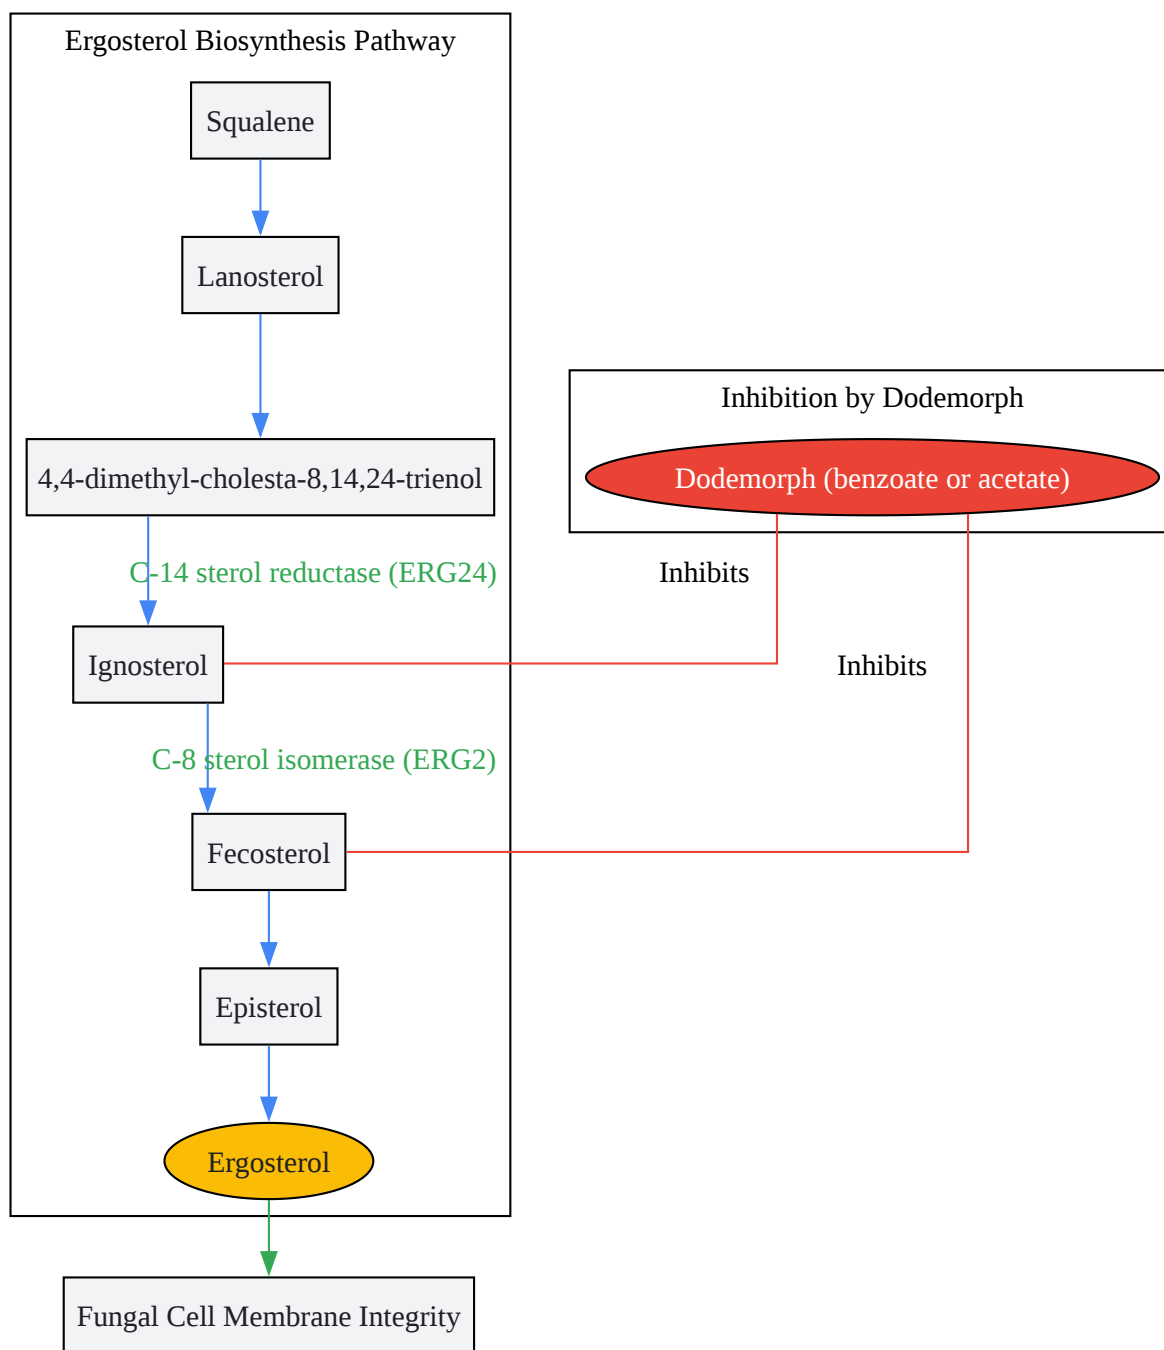 Ergosterol Biosynthesis Pathway
Squalene
Lanosterol
4,4-dimethyl-cholesta-8,14,24-trienol
C-14 sterol reductase (ERG24)
Ignosterol
C-8 sterol isomerase (ERG2)
Fecosterol
Episterol
Ergosterol
Fungal Cell Membrane Integrity
Inhibition by Dodemorph
Dodemorph (benzoate or acetate)
Inhibits
Inhibits